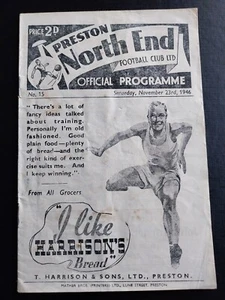 PRICE 2D
PRESTON
North End
FOOTBALL CLUB LTD
OFFICIAL PROGRAMME
No. 15
Saturday, November 23rd, 1946
"There's a lot of
fancy ideas talked
about training.
Personally I'm old
fashioned. Good
plain food—plenty
of bread—and the
right kind of exer-
cise suits me. And
I keep winning."
From All Grocers
"I like
HARRISON'S
Bread"
T. HARRISON & SONS, LTD., PRESTON.